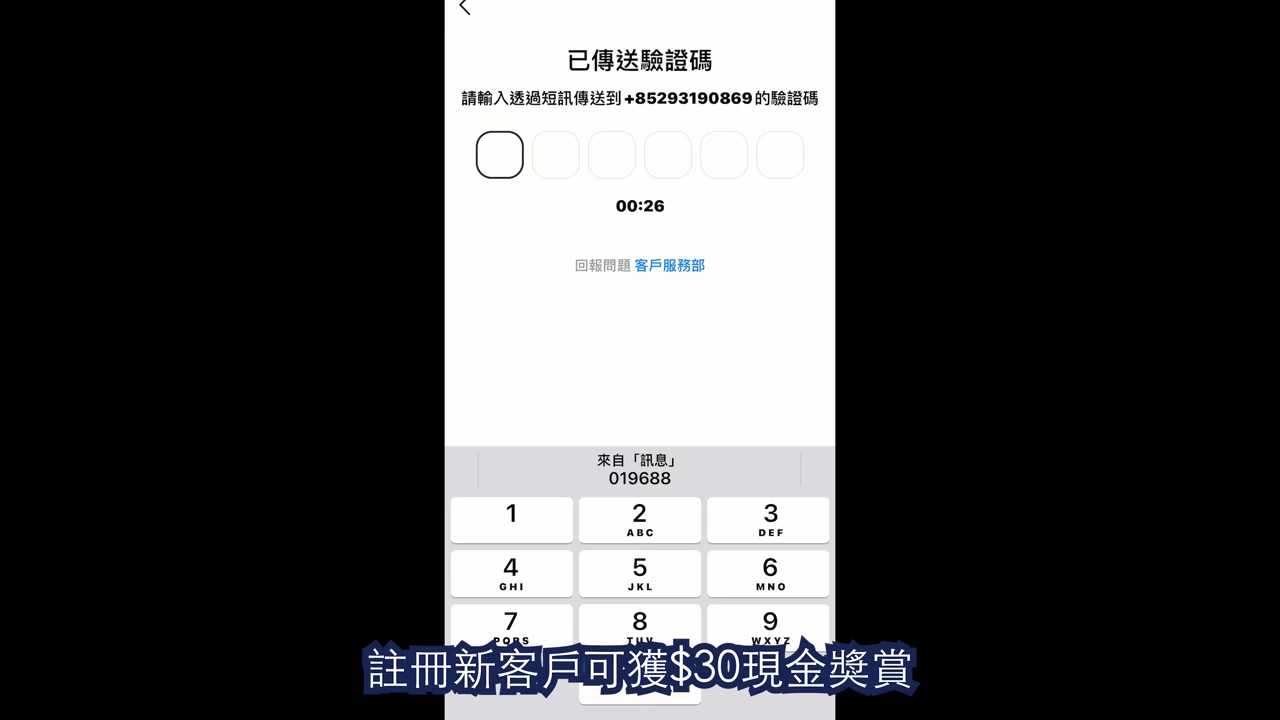 已傳送驗證碼
請輸入透過短訊傳送到+85293190869的驗證碼
00:26
回報問題 客戶服務部
來自「訊息」
019688
1
2
ABC
3
DEF
4
GHI
5
JKL
6
MNO
7
PQRS
8
TUV
9
WXYZ
註冊新客戶可獲$30現金獎賞